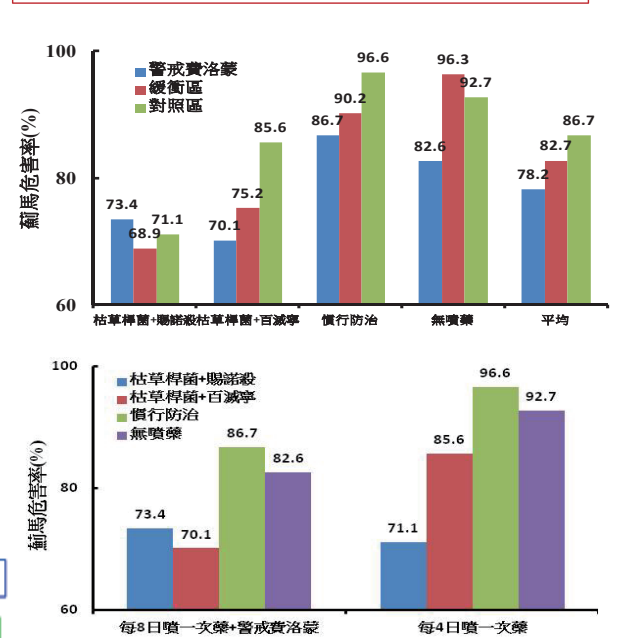 100
80
60
薊馬危害率(%)
警戒費洛蒙
緩衝區
對照區
73.4
68.9
71.1
70.1
75.2
85.6
86.7
90.2
96.6
82.6
96.3
92.7
78.2
82.7
86.7
枯草桿菌+賜諾殺
枯草桿菌+百滅寧
慣行防治
無噴藥
平均
100
80
60
薊馬危害率(%)
枯草桿菌+賜諾殺
枯草桿菌+百滅寧
慣行防治
無噴藥
73.4
70.1
86.7
82.6
71.1
85.6
96.6
92.7
每8日噴一次藥+警戒費洛蒙
每4日噴一次藥